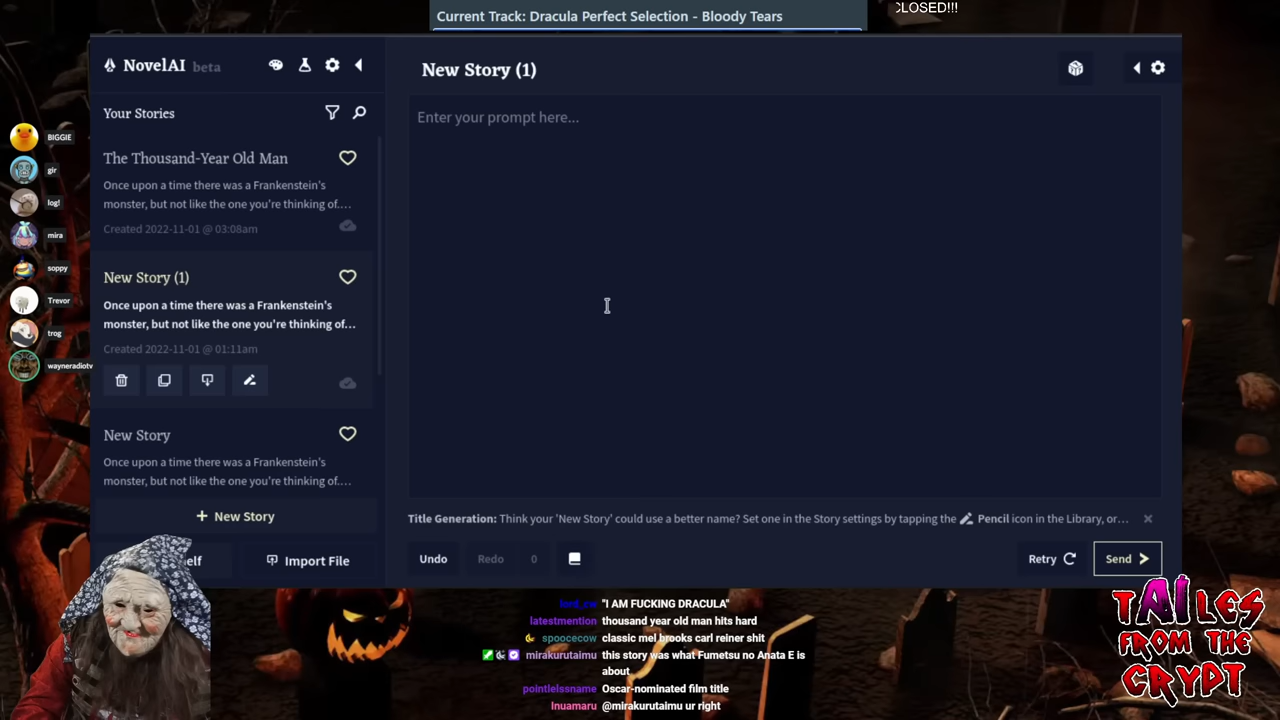 Current Track: Dracula Perfect Selection - Bloody Tears
CLOSED!!!
NovelAI beta
Your Stories
The Thousand-Year Old Man
Once upon a time there was a Frankenstein's
monster, but not like the one you're thinking of....
Created 2022-11-01 @ 03:08am
New Story (1)
Once upon a time there was a Frankenstein's
monster, but not like the one you're thinking of...
Created 2022-11-01 @ 01:11am
New Story
Once upon a time there was a Frankenstein's
monster, but not like the one you're thinking of....
+ New Story
elf
Import File
New Story (1)
Enter your prompt here...
Title Generation: Think your 'New Story' could use a better name? Set one in the Story settings by tapping the Pencil icon in the Library, or...
Undo
Redo
0
Retry
Send
BIGGIE
gir
log!
mira
soppy
Trevor
trog
wayneradiotv
"I AM FUCKING DRACULA"
latestmention thousand year old man hits hard
spoocecow classic mel brooks carl reiner shit
mirakurutaimu this story was what Fumetsu no Anata E is
about
pointlelssname Oscar-nominated film title
Inuamaru @mirakurutaimu ur right
TAILES
FROM THE
CRYPT